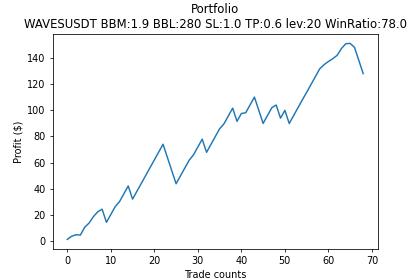 Portfolio
WAVESUSDT BBM:1.9 BBL:280 SL:1.0 TP:0.6 lev:20 WinRatio:78.0
Profit ($)
140
120
100
80
60
40
20
0
0 10 20 30 40 50 60 70
Trade counts